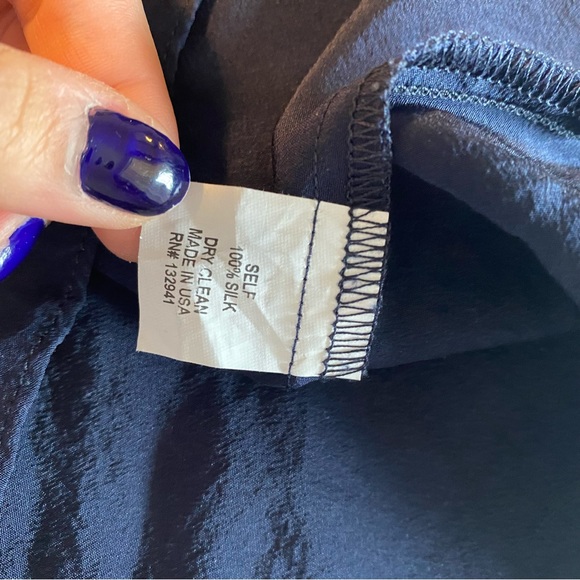 SELF
100% SILK
DRY CLEAN
MADE IN USA
RN# 132941